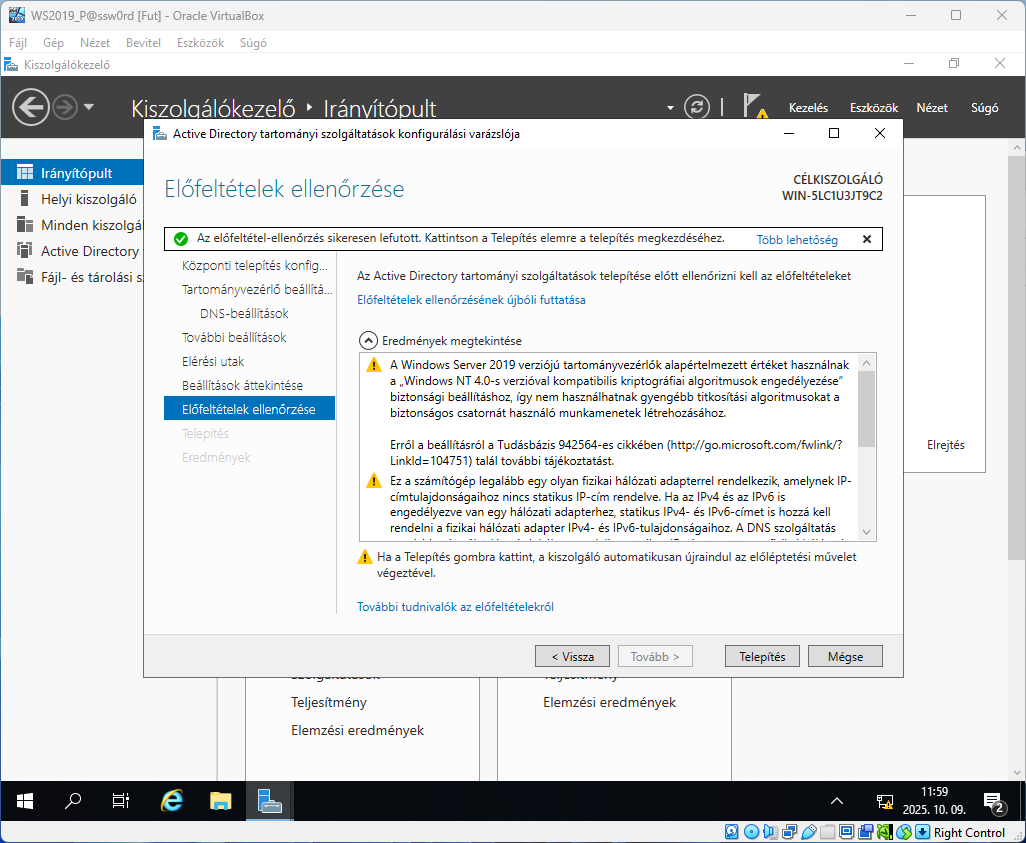 WS2019_P@ssw0rd [Fut] - Oracle VirtualBox
Fájl Gép Nézet Bevitel Eszközök Súgó
Kiszolgálókezelő
Kiszolgálókezelő Irányítópult
Kezelés Eszközök Nézet Súgó
Irányítópult
Helyi kiszolgáló
Minden kiszolgál
Active Directory
Fájl- és tárolási s
Elrejtés
Active Directory tartományi szolgáltatások konfigurálási varázslója
Előfeltételek ellenőrzése
CÉLKISZOLGÁLÓ
WIN-5LC1U3JT9C2
Az előfeltétel-ellenőrzés sikeresen lefutott. Kattintson a Telepítés elemre a telepítés megkezdéséhez. Több lehetőség
Központi telepítés konfig...
Tartományvezérlő beállítá...
DNS-beállítások
További beállítások
Elérési utak
Beállítások áttekintése
Előfeltételek ellenőrzése
Telepítés
Eredmények
Az Active Directory tartományi szolgáltatások telepítése előtt ellenőrizni kell az előfeltételeket
Előfeltételek ellenőrzésének újbóli futtatása
Eredmények megtekintése
A Windows Server 2019 verziójú tartományvezérlők alapértelmezett értéket használnak
a „Windows NT 4.0-s verzióval kompatibilis kriptográfiai algoritmusok engedélyezése”
biztonsági beállításhoz, így nem használhatnak gyengébb titkosítási algoritmusokat a
biztonságos csatornát használó munkamenetek létrehozásához.
Erről a beállításról a Tudásbázis 942564-es cikkében (http://go.microsoft.com/fwlink/?
LinkId=104751) talál további tájékoztatást.
Ez a számítógép legalább egy olyan fizikai hálózati adapterrel rendelkezik, amelynek IP-
címtulajdonságaihoz nincs statikus IP-cím rendelve. Ha az IPv4 és az IPv6 is
engedélyezve van egy hálózati adapterhez, statikus IPv4- és IPv6-címet is hozzá kell
rendelni a fizikai hálózati adapter IPv4- és IPv6-tulajdonságaihoz. A DNS szolgáltatás
Ha a Telepítés gombra kattint, a kiszolgáló automatikusan újraindul az előléptetési művelet
végeztével.
További tudnivalók az előfeltételekről
< Vissza Tovább > Telepítés Mégse
szolgáltatások
Teljesítmény
Elemzési eredmények
Teljesítmény
Elemzési eredmények
11:59
2025. 10. 09.
2
Right Control